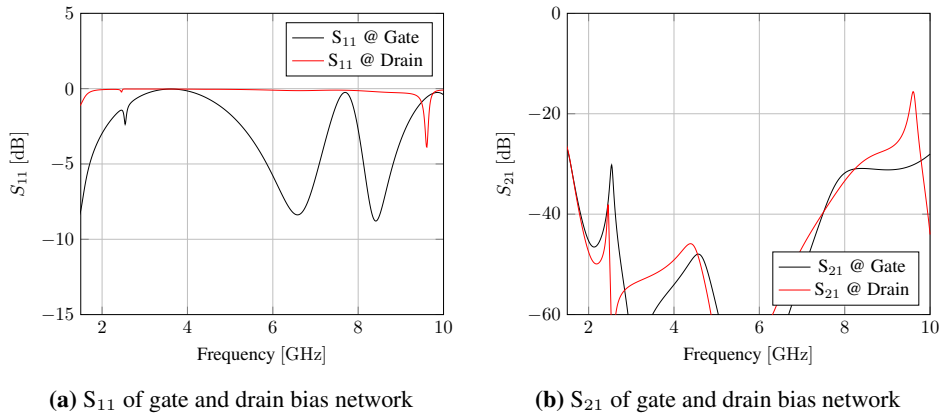 5
0
−5
−10
−15
2
4
6
8
10
S₁₁ [dB]
Frequency [GHz]
S₁₁ @ Gate
S₁₁ @ Drain
(a) S₁₁ of gate and drain bias network
0
−20
−40
−60
2
4
6
8
10
S₂₁ [dB]
Frequency [GHz]
S₂₁ @ Gate
S₂₁ @ Drain
(b) S₂₁ of gate and drain bias network